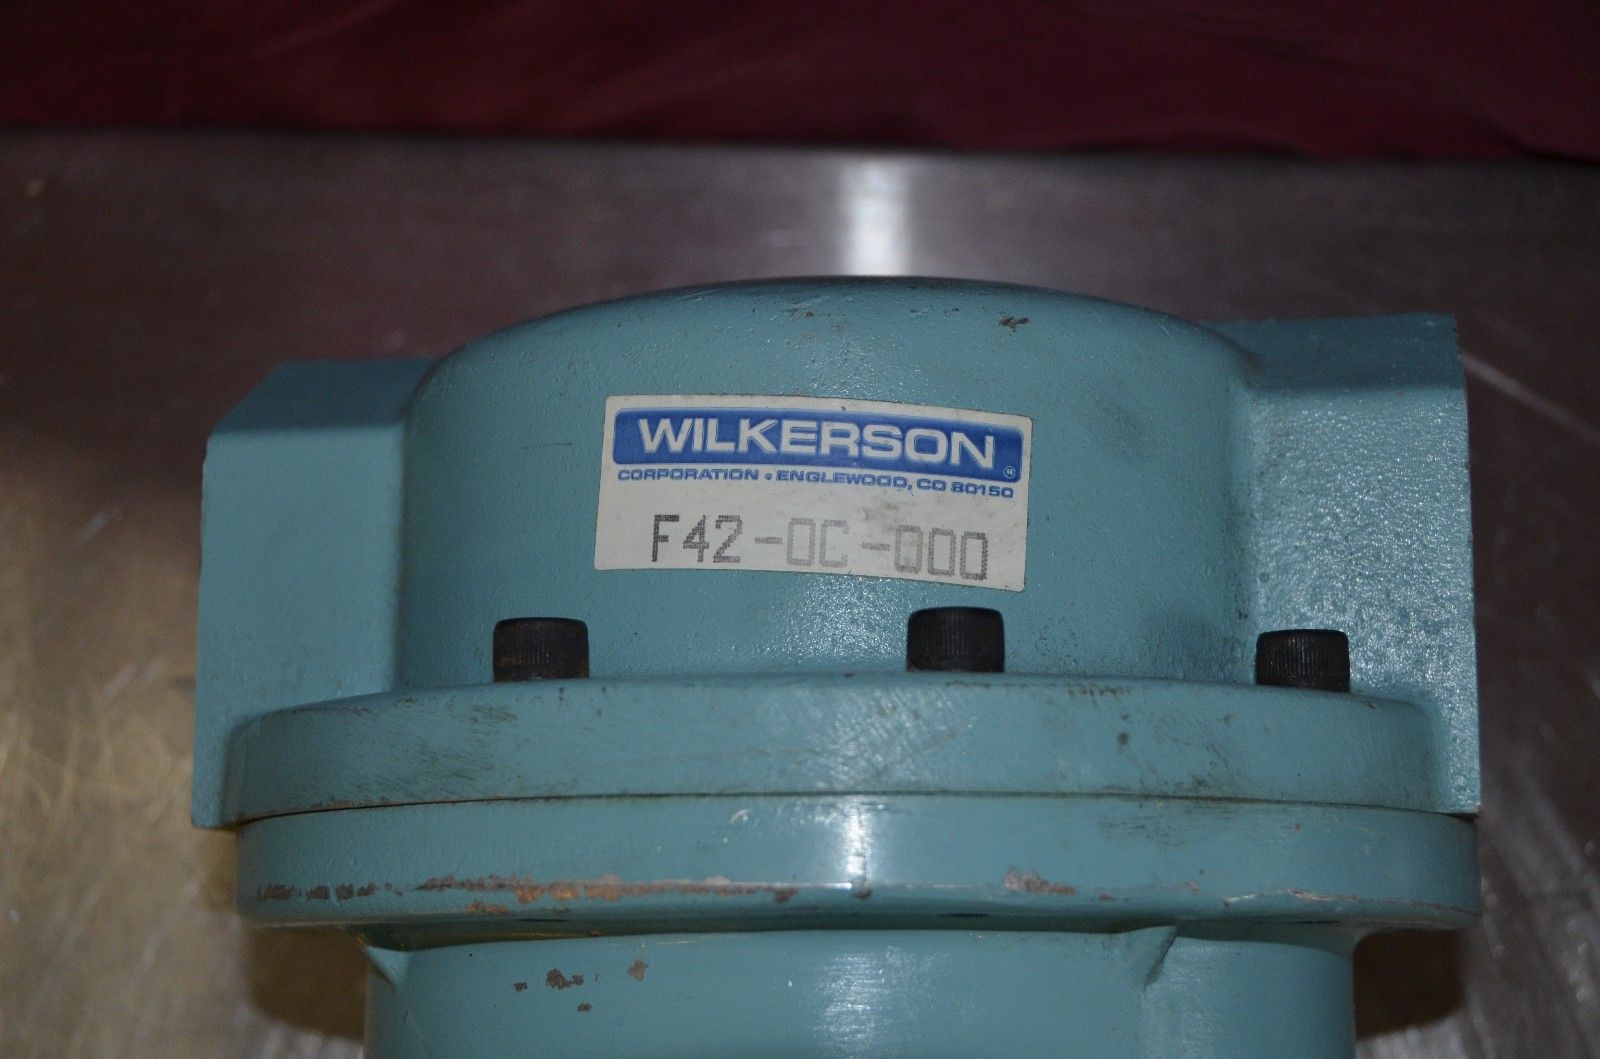 WILKERSON ®
CORPORATION • ENGLEWOOD, CO 80150
F42-0C-000